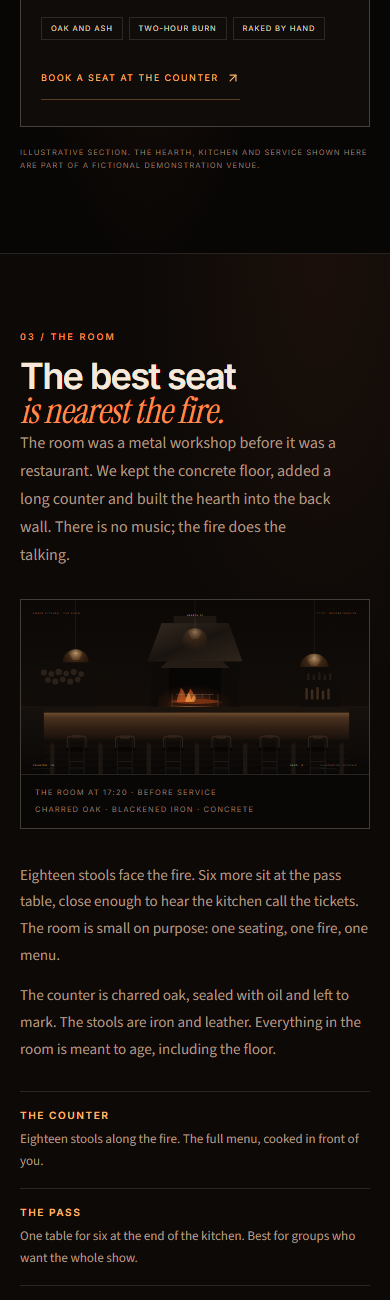 OAK AND ASH
TWO-HOUR BURN
RAKED BY HAND
BOOK A SEAT AT THE COUNTER
ILLUSTRATIVE SECTION. THE HEARTH, KITCHEN AND SERVICE SHOWN HERE
ARE PART OF A FICTIONAL DEMONSTRATION VENUE.
03 / THE ROOM
The best seat
is nearest the fire.
The room was a metal workshop before it was a
restaurant. We kept the concrete floor, added a
long counter and built the hearth into the back
wall. There is no music; the fire does the
talking.
THE ROOM AT 17:20 · BEFORE SERVICE
CHARRED OAK · BLACKENED IRON · CONCRETE
Eighteen stools face the fire. Six more sit at the pass
table, close enough to hear the kitchen call the tickets.
The room is small on purpose: one seating, one fire, one
menu.
The counter is charred oak, sealed with oil and left to
mark. The stools are iron and leather. Everything in the
room is meant to age, including the floor.
THE COUNTER
Eighteen stools along the fire. The full menu, cooked in front of
you.
THE PASS
One table for six at the end of the kitchen. Best for groups who
want the whole show.